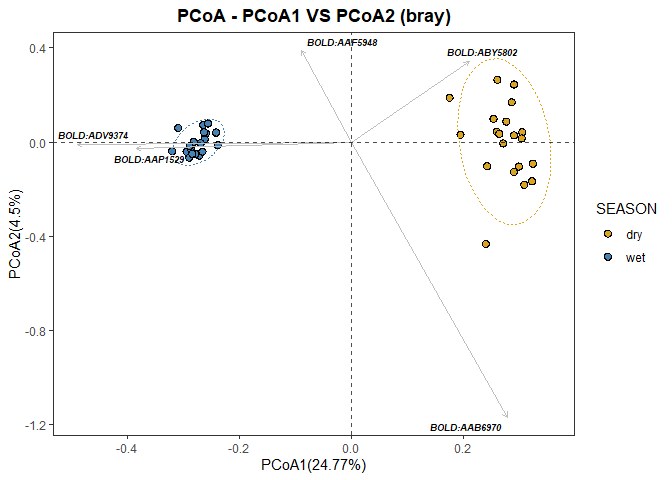 PCoA - PCoA1 VS PCoA2 (bray)
BOLD:AAF5948
BOLD:ABY5802
BOLD:ADV9374
BOLD:AAP1529
BOLD:AAB6970
0.4
0.0
-0.4
-0.8
-1.2
PCoA2(4.5%)
-0.4
-0.2
0.0
0.2
PCoA1(24.77%)
SEASON
dry
wet